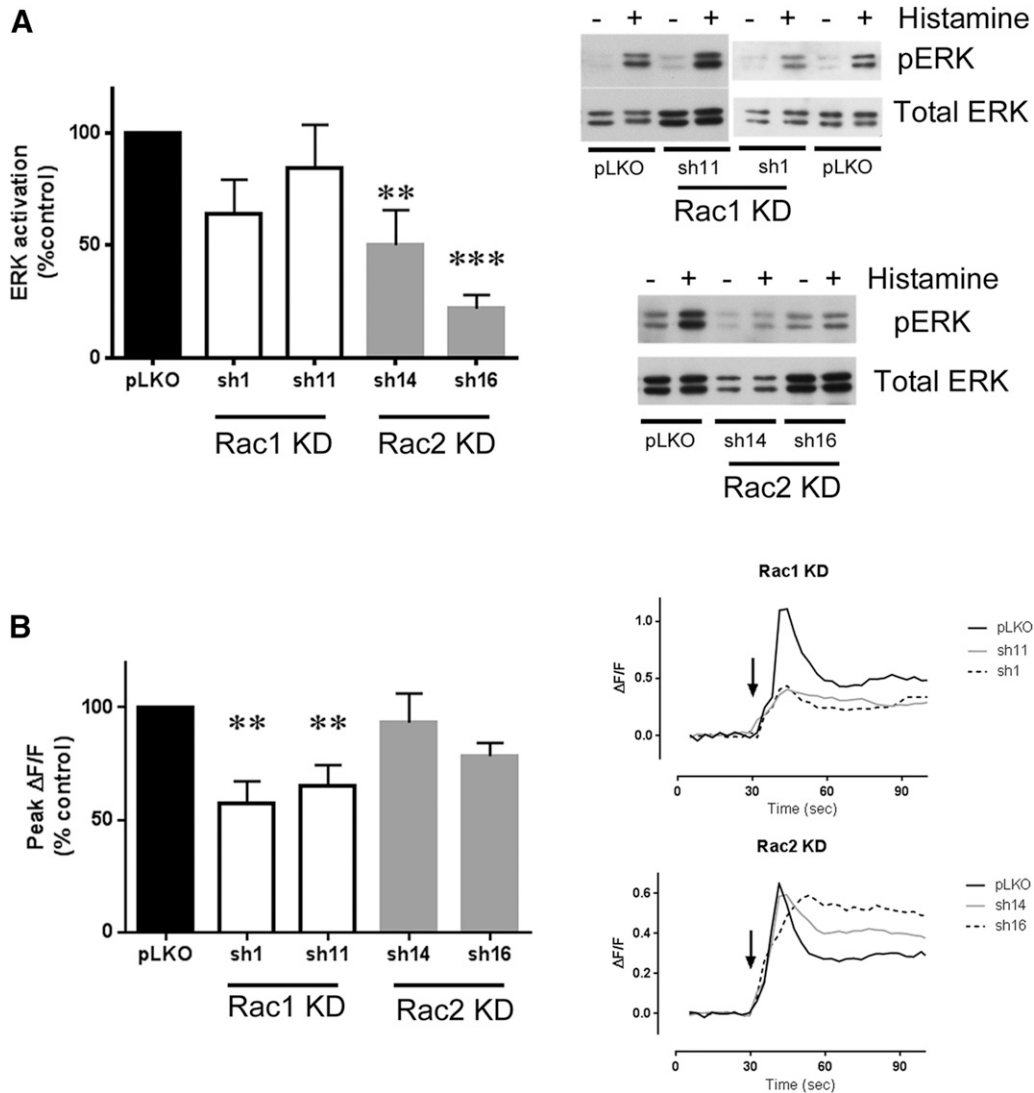 A
ERK activation
(%control)
100
50
0
**
***
pLKO
sh1
sh11
sh14
sh16
Rac1 KD
Rac2 KD
- + - + - + - + Histamine
pERK
Total ERK
pLKO
sh11
sh1
pLKO
Rac1 KD
- + - + - + Histamine
pERK
Total ERK
pLKO
sh14
sh16
Rac2 KD
B
Peak ΔF/F
(% control)
100
50
0
**
**
pLKO
sh1
sh11
sh14
sh16
Rac1 KD
Rac2 KD
Rac1 KD
ΔF/F
1.0
0.5
0.0
pLKO
sh11
sh1
0
30
60
90
Time (sec)
Rac2 KD
ΔF/F
0.6
0.4
0.2
0.0
pLKO
sh14
sh16
0
30
60
90
Time (sec)